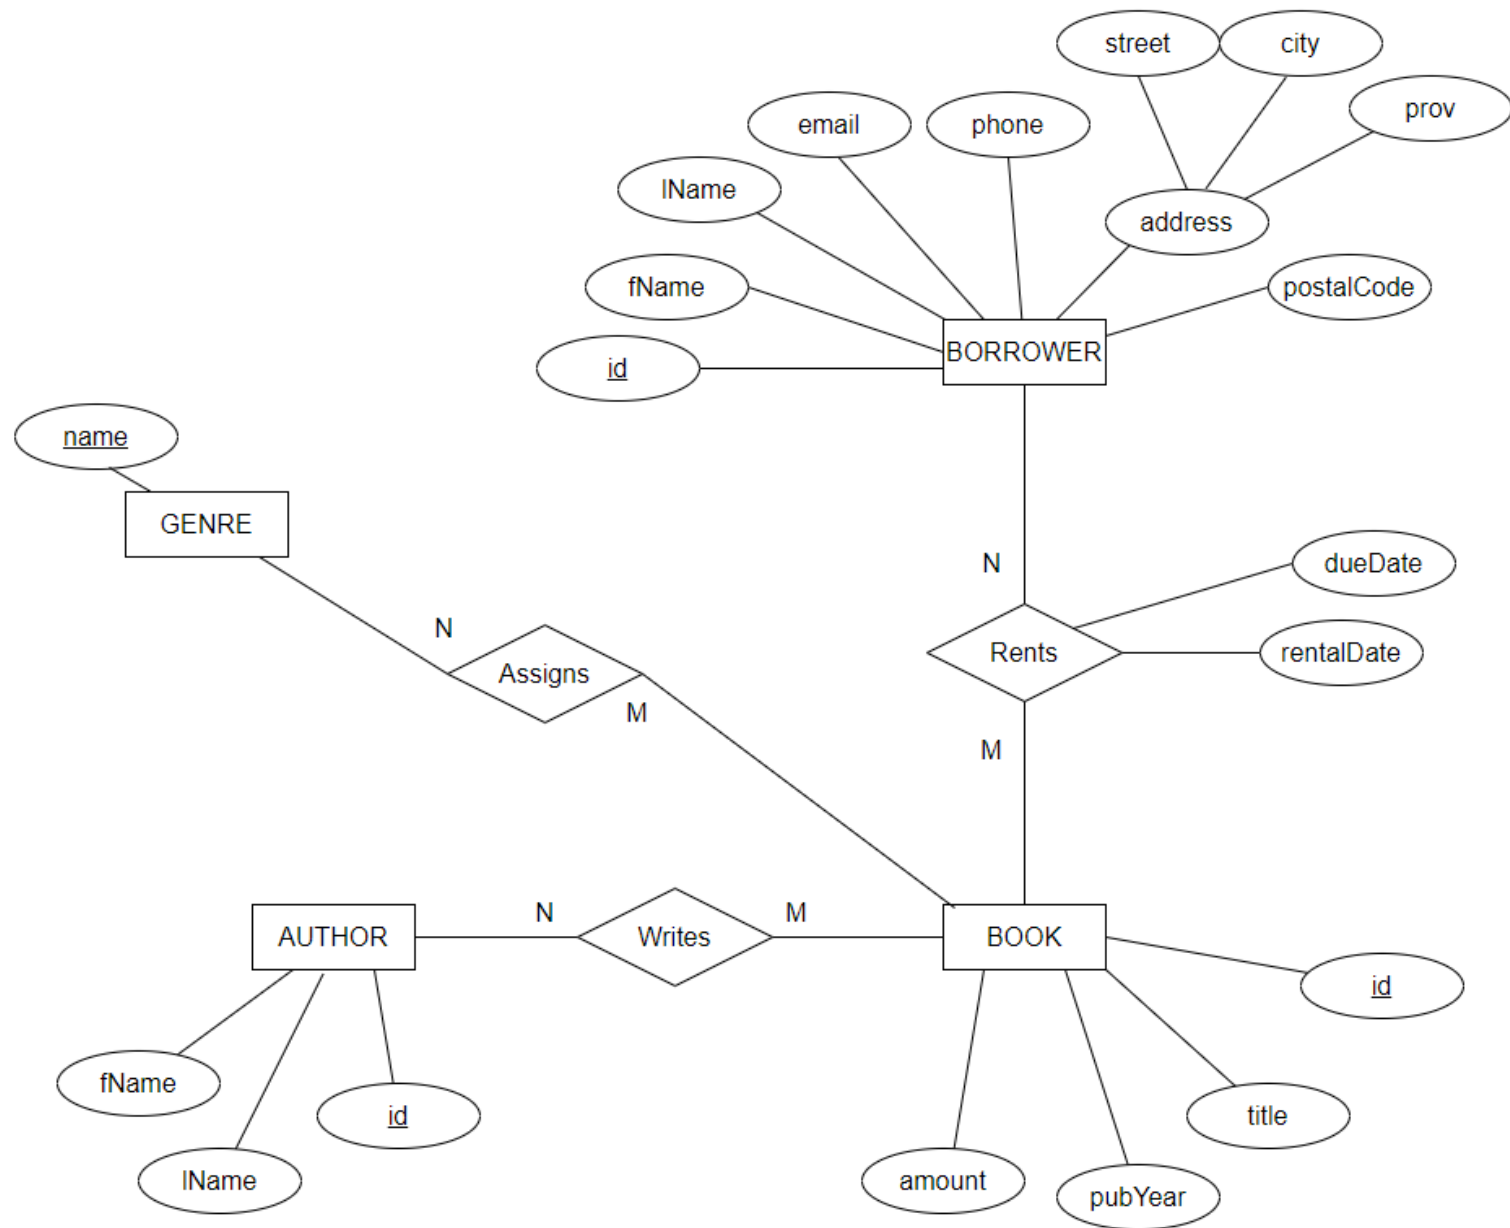 street
city
prov
email
phone
lName
address
fName
postalCode
BORROWER
id
name
GENRE
N
dueDate
N
Rents
rentalDate
Assigns
M
M
N
M
AUTHOR
Writes
BOOK
id
fName
id
title
lName
amount
pubYear